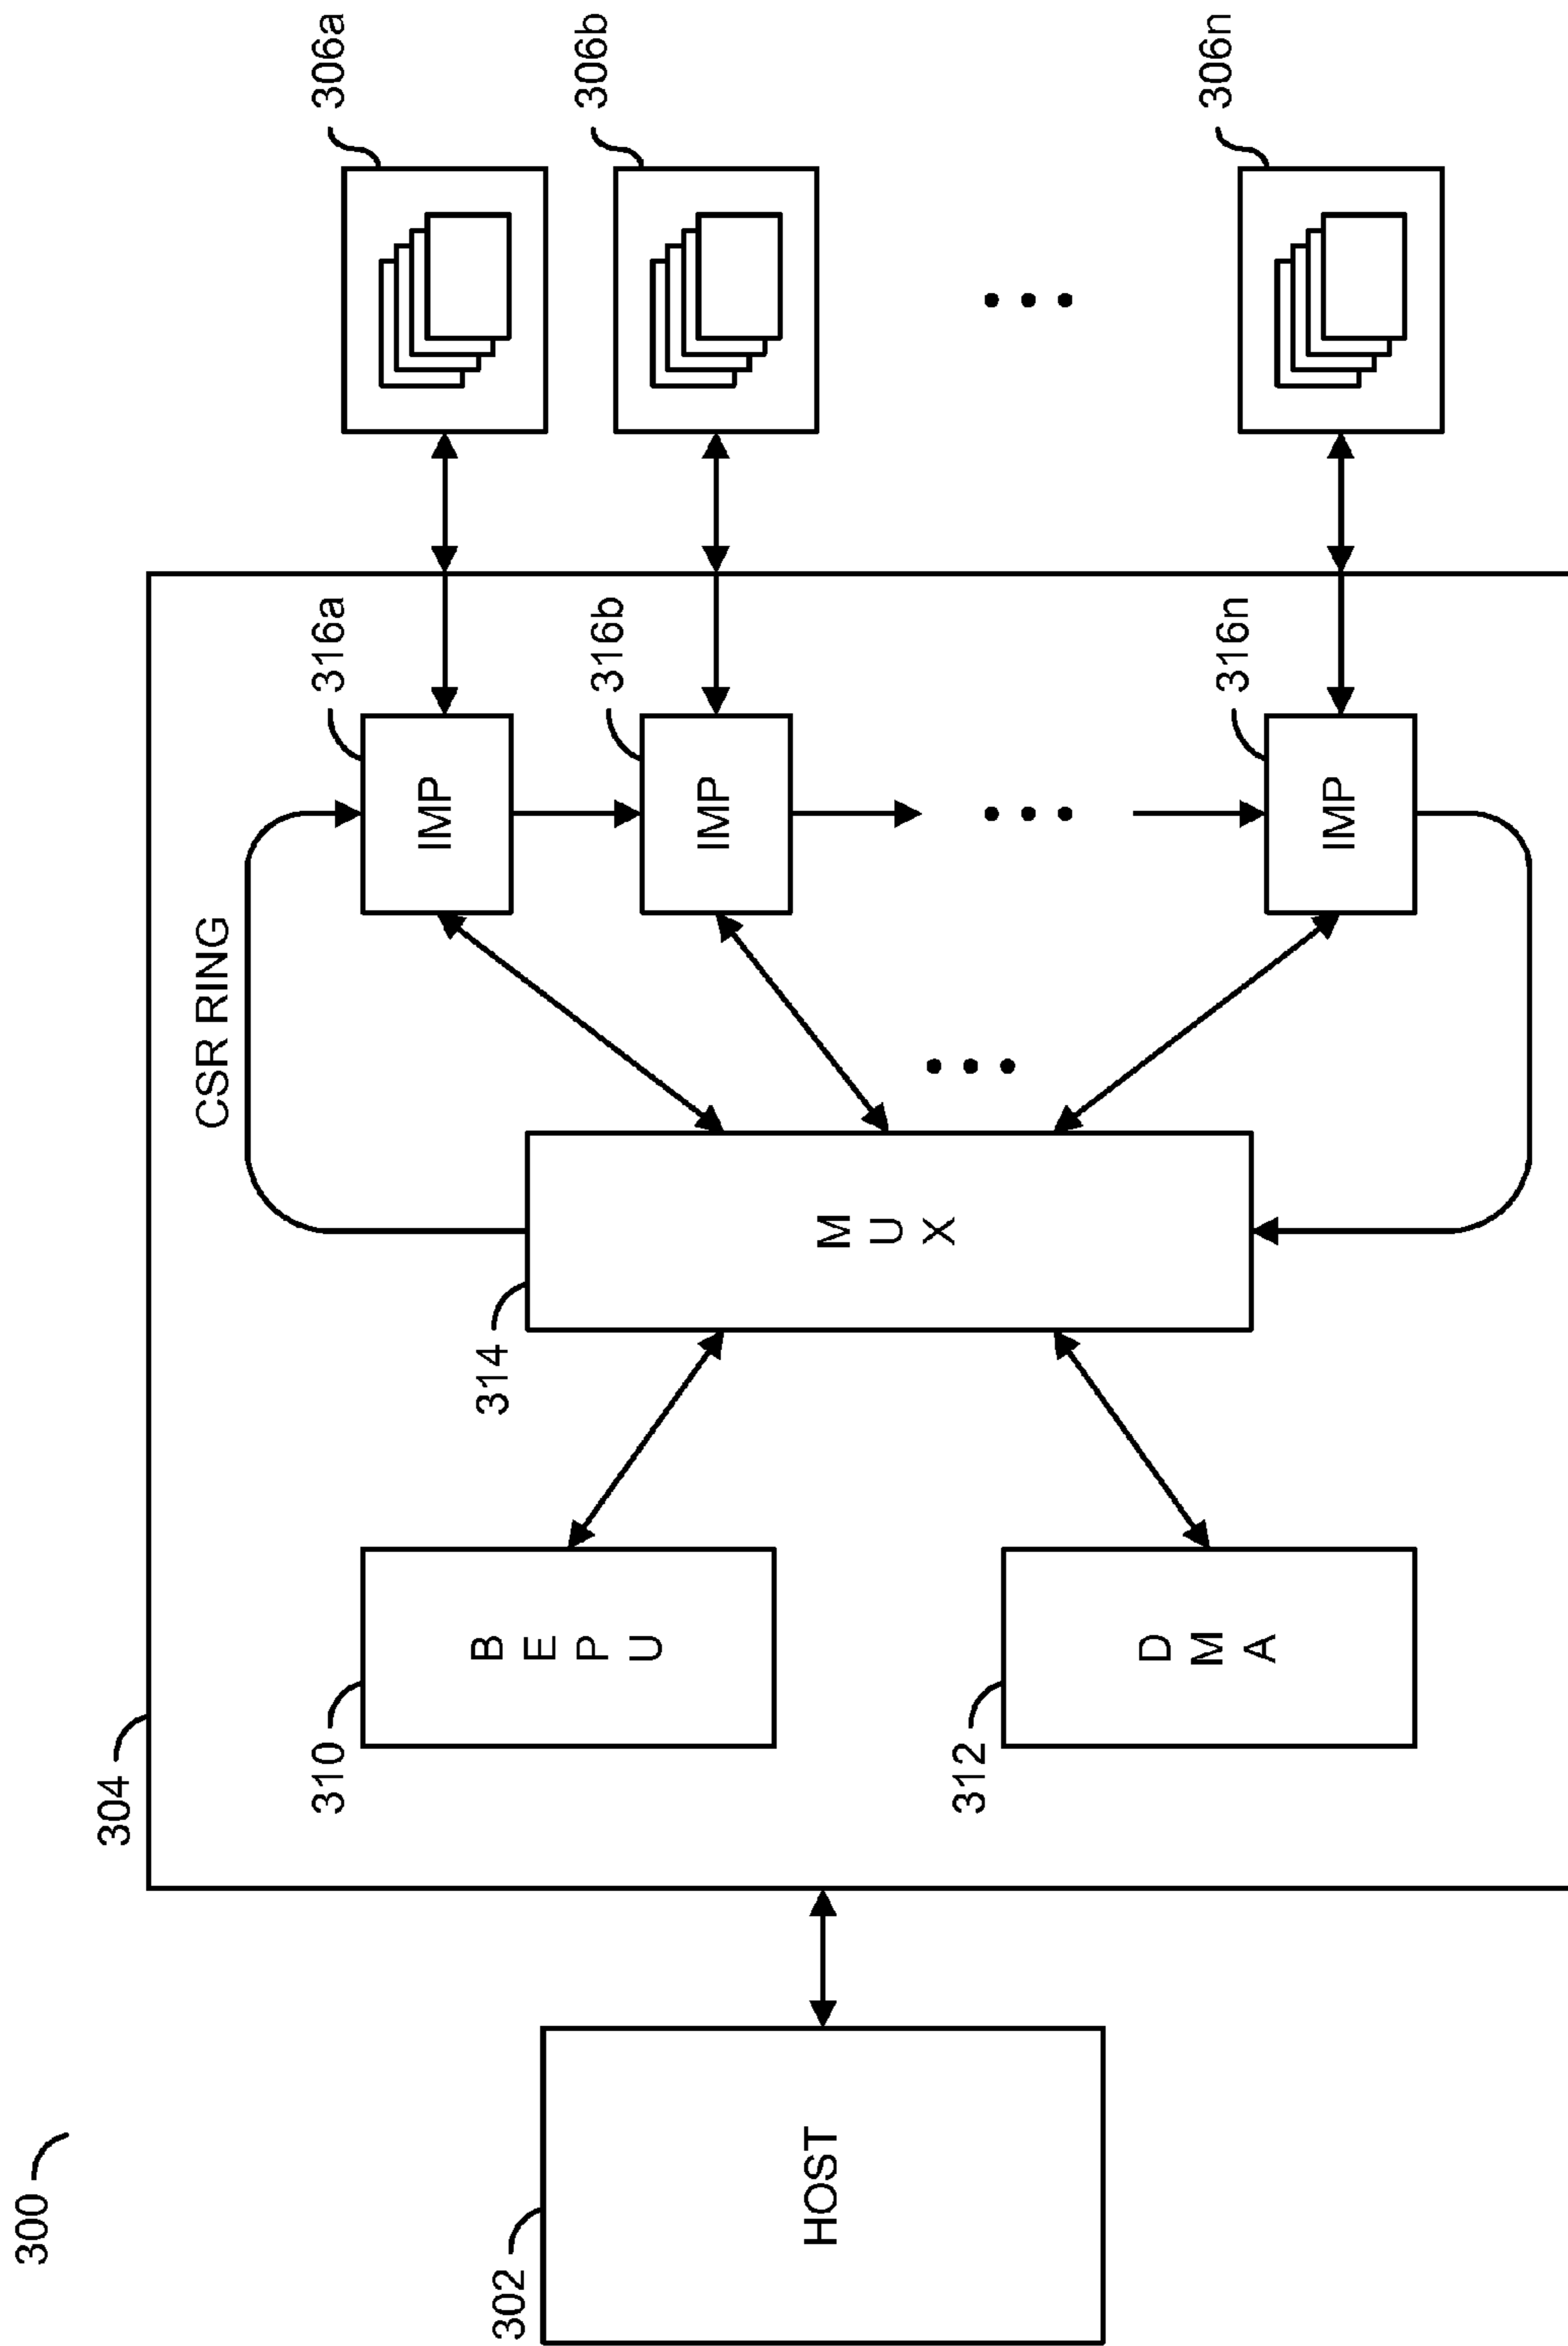 300
302
HOST
304
310
BEPU
312
DMA
314
MUX
CSR RING
316a
IMP
316b
IMP
316n
IMP
306a
306b
306n